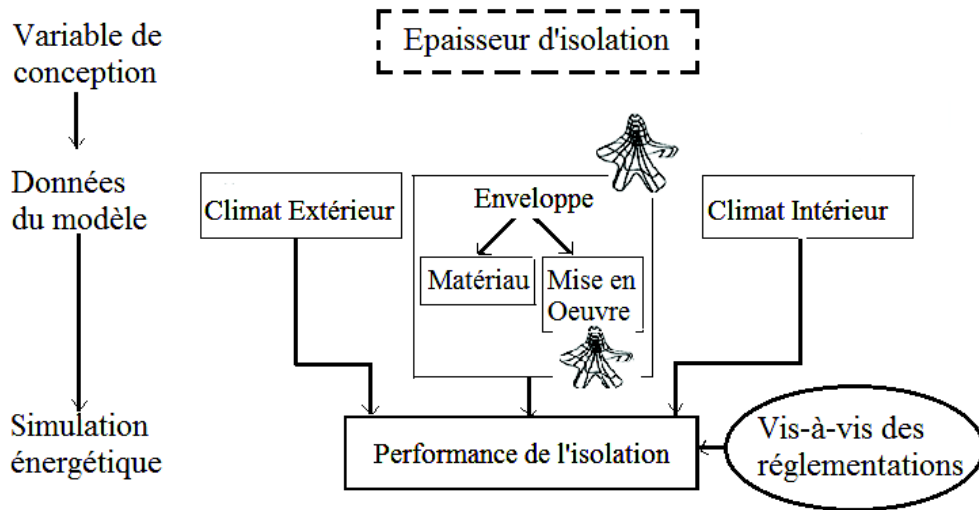 Variable de
conception
Epaisseur d'isolation
Données
du modèle
Climat Extérieur
Enveloppe
Matériau
Mise en
Oeuvre
Climat Intérieur
Simulation
énergétique
Performance de l'isolation
Vis-à-vis des
réglementations